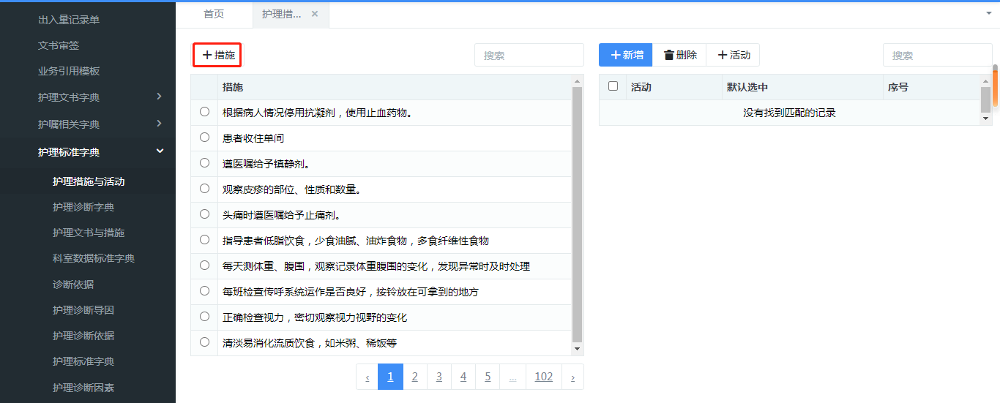 出入量记录单
文书审签
业务引用模板
护理文书字典
护嘱相关字典
护理标准字典
护理措施与活动
护理诊断字典
护理文书与措施
科室数据标准字典
诊断依据
护理诊断导因
护理诊断依据
护理标准字典
护理诊断因素
首页 护理措... ×
+措施 搜索
措施
根据病人情况停用抗凝剂，使用止血药物。
患者收住单间
遵医嘱给予镇静剂。
观察皮疹的部位、性质和数量。
头痛时遵医嘱给予止痛剂。
指导患者低脂饮食，少食油腻、油炸食物，多食纤维性食物
每天测体重、腹围，观察记录体重腹围的变化，发现异常时及时处理
每班检查传呼系统运作是否良好，按铃放在可拿到的地方
正确检查视力，密切观察视力视野的变化
清淡易消化流质饮食，如米粥、稀饭等
‹ 1 2 3 4 5 ... 102 ›
+新增 删除 +活动 搜索
活动 默认选中 序号
没有找到匹配的记录